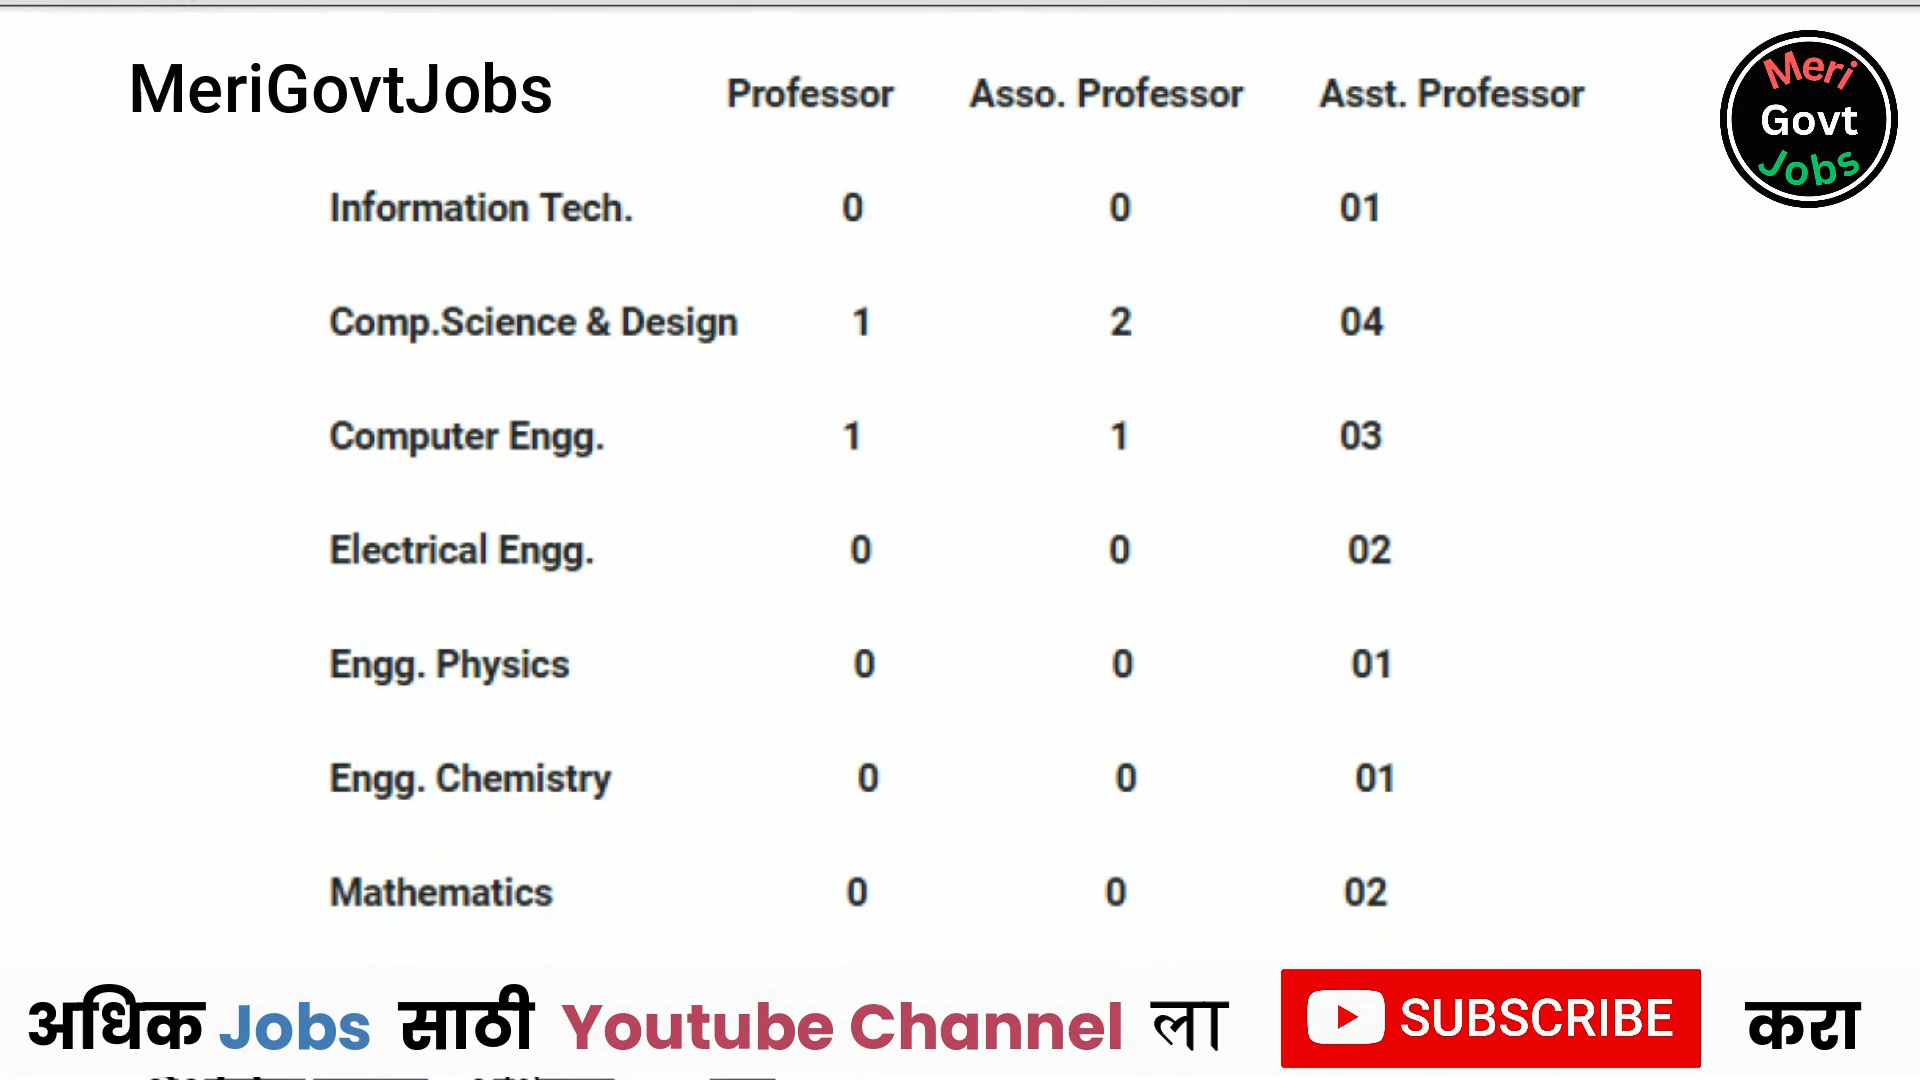 MeriGovtJobs Professor Asso. Professor Asst. Professor
Meri
Govt
Jobs
Information Tech. 0 0 01
Comp.Science & Design 1 2 04
Computer Engg. 1 1 03
Electrical Engg. 0 0 02
Engg. Physics 0 0 01
Engg. Chemistry 0 0 01
Mathematics 0 0 02
अधिक Jobs साठी Youtube Channel ला SUBSCRIBE करा